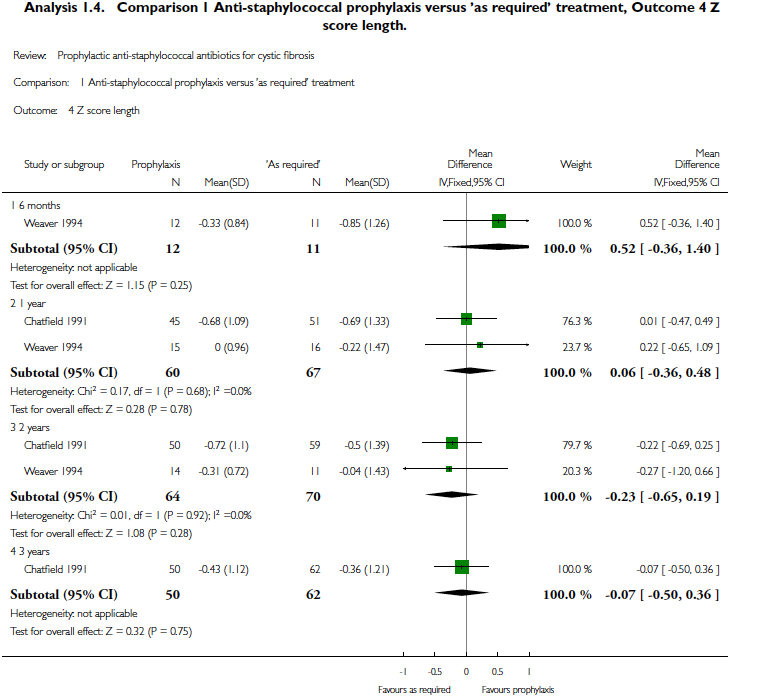 Analysis 1.4. Comparison 1 Anti-staphylococcal prophylaxis versus 'as required' treatment, Outcome 4 Z
score length.
Review: Prophylactic anti-staphylococcal antibiotics for cystic fibrosis
Comparison: 1 Anti-staphylococcal prophylaxis versus 'as required' treatment
Outcome: 4 Z score length
Study or subgroup Prophylaxis 'As required' Mean Difference Weight Mean Difference
N Mean(SD) N Mean(SD) IV,Fixed,95% CI IV,Fixed,95% CI
1 6 months
Weaver 1994 12 -0.33 (0.84) 11 -0.85 (1.26) 100.0 % 0.52 [ -0.36, 1.40 ]
Subtotal (95% CI) 12 11 100.0 % 0.52 [ -0.36, 1.40 ]
Heterogeneity: not applicable
Test for overall effect: Z = 1.15 (P = 0.25)
2 1 year
Chatfield 1991 45 -0.68 (1.09) 51 -0.69 (1.33) 76.3 % 0.01 [ -0.47, 0.49 ]
Weaver 1994 15 0 (0.96) 16 -0.22 (1.47) 23.7 % 0.22 [ -0.65, 1.09 ]
Subtotal (95% CI) 60 67 100.0 % 0.06 [ -0.36, 0.48 ]
Heterogeneity: Chi² = 0.17, df = 1 (P = 0.68); I² =0.0%
Test for overall effect: Z = 0.28 (P = 0.78)
3 2 years
Chatfield 1991 50 -0.72 (1.1) 59 -0.5 (1.39) 79.7 % -0.22 [ -0.69, 0.25 ]
Weaver 1994 14 -0.31 (0.72) 11 -0.04 (1.43) 20.3 % -0.27 [ -1.20, 0.66 ]
Subtotal (95% CI) 64 70 100.0 % -0.23 [ -0.65, 0.19 ]
Heterogeneity: Chi² = 0.01, df = 1 (P = 0.92); I² =0.0%
Test for overall effect: Z = 1.08 (P = 0.28)
4 3 years
Chatfield 1991 50 -0.43 (1.12) 62 -0.36 (1.21) 100.0 % -0.07 [ -0.50, 0.36 ]
Subtotal (95% CI) 50 62 100.0 % -0.07 [ -0.50, 0.36 ]
Heterogeneity: not applicable
Test for overall effect: Z = 0.32 (P = 0.75)
-1 -0.5 0 0.5 1
Favours as required Favours prophylaxis